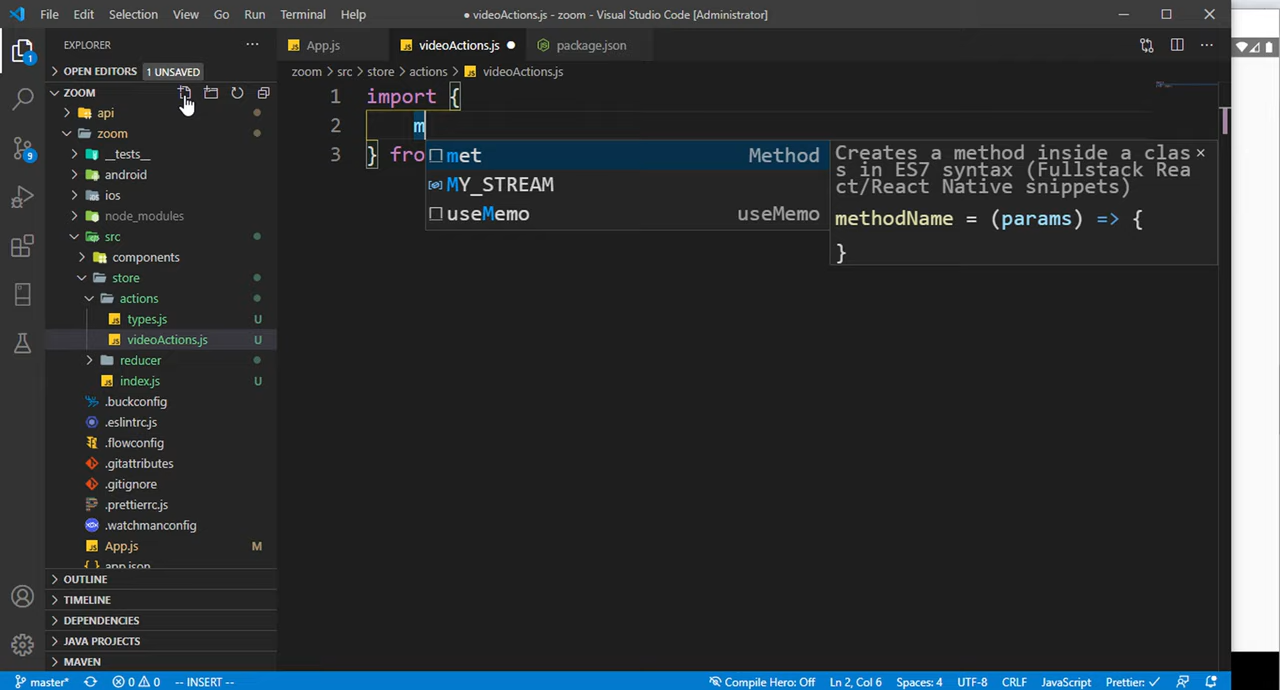 File Edit Selection View Go Run Terminal Help ● videoActions.js - zoom - Visual Studio Code [Administrator]
EXPLORER ···
App.js videoActions.js ● package.json
OPEN EDITORS 1 UNSAVED
zoom > src > store > actions > videoActions.js
ZOOM
api
zoom
__tests__
android
ios
node_modules
src
components
store
actions
types.js U
videoActions.js U
reducer
index.js U
.buckconfig
.eslintrc.js
.flowconfig
.gitattributes
.gitignore
.prettierrc.js
.watchmanconfig
App.js M
app.json
OUTLINE
TIMELINE
DEPENDENCIES
JAVA PROJECTS
MAVEN
1
9
1 import {
2 m
3 } fro
met Method
MY_STREAM
useMemo useMemo
Creates a method inside a clas
s in ES7 syntax (Fullstack Rea
ct/React Native snippets)
methodName = (params) => {
}
master* 0 0 -- INSERT -- Compile Hero: Off Ln 2, Col 6 Spaces: 4 UTF-8 CRLF JavaScript Prettier: ✓